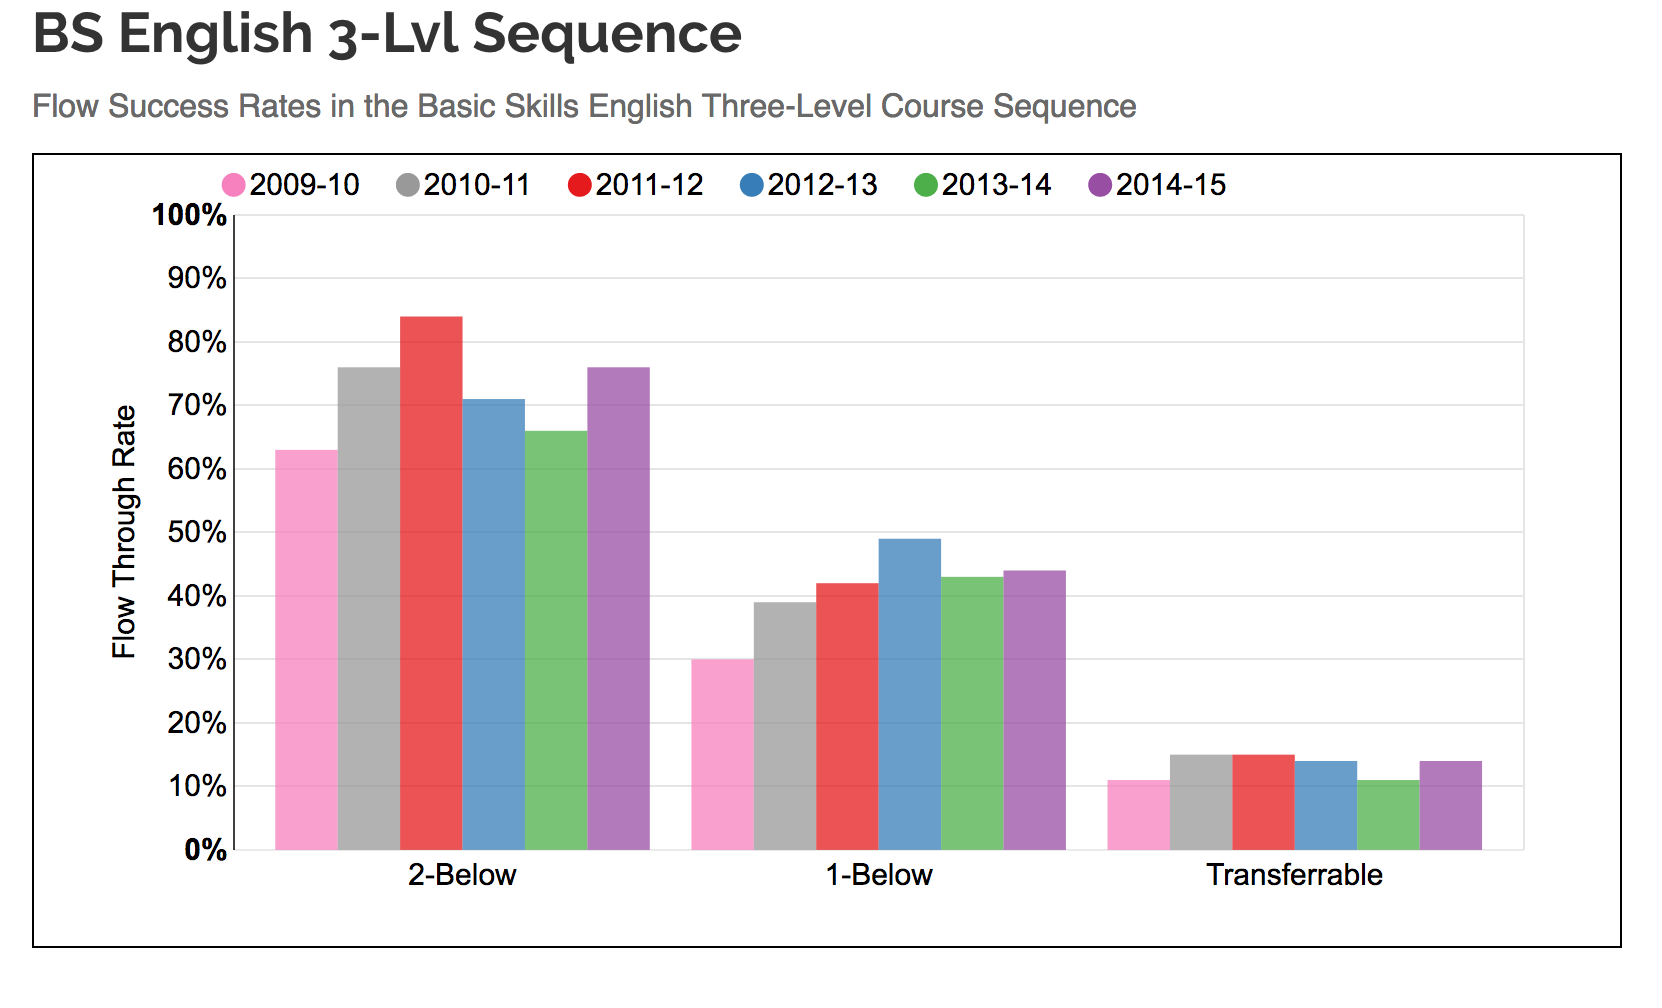 BS English 3-Lvl Sequence
Flow Success Rates in the Basic Skills English Three-Level Course Sequence
2009-10 2010-11 2011-12 2012-13 2013-14 2014-15
100%
90%
80%
70%
60%
50%
40%
30%
20%
10%
0%
Flow Through Rate
2-Below 1-Below Transferrable